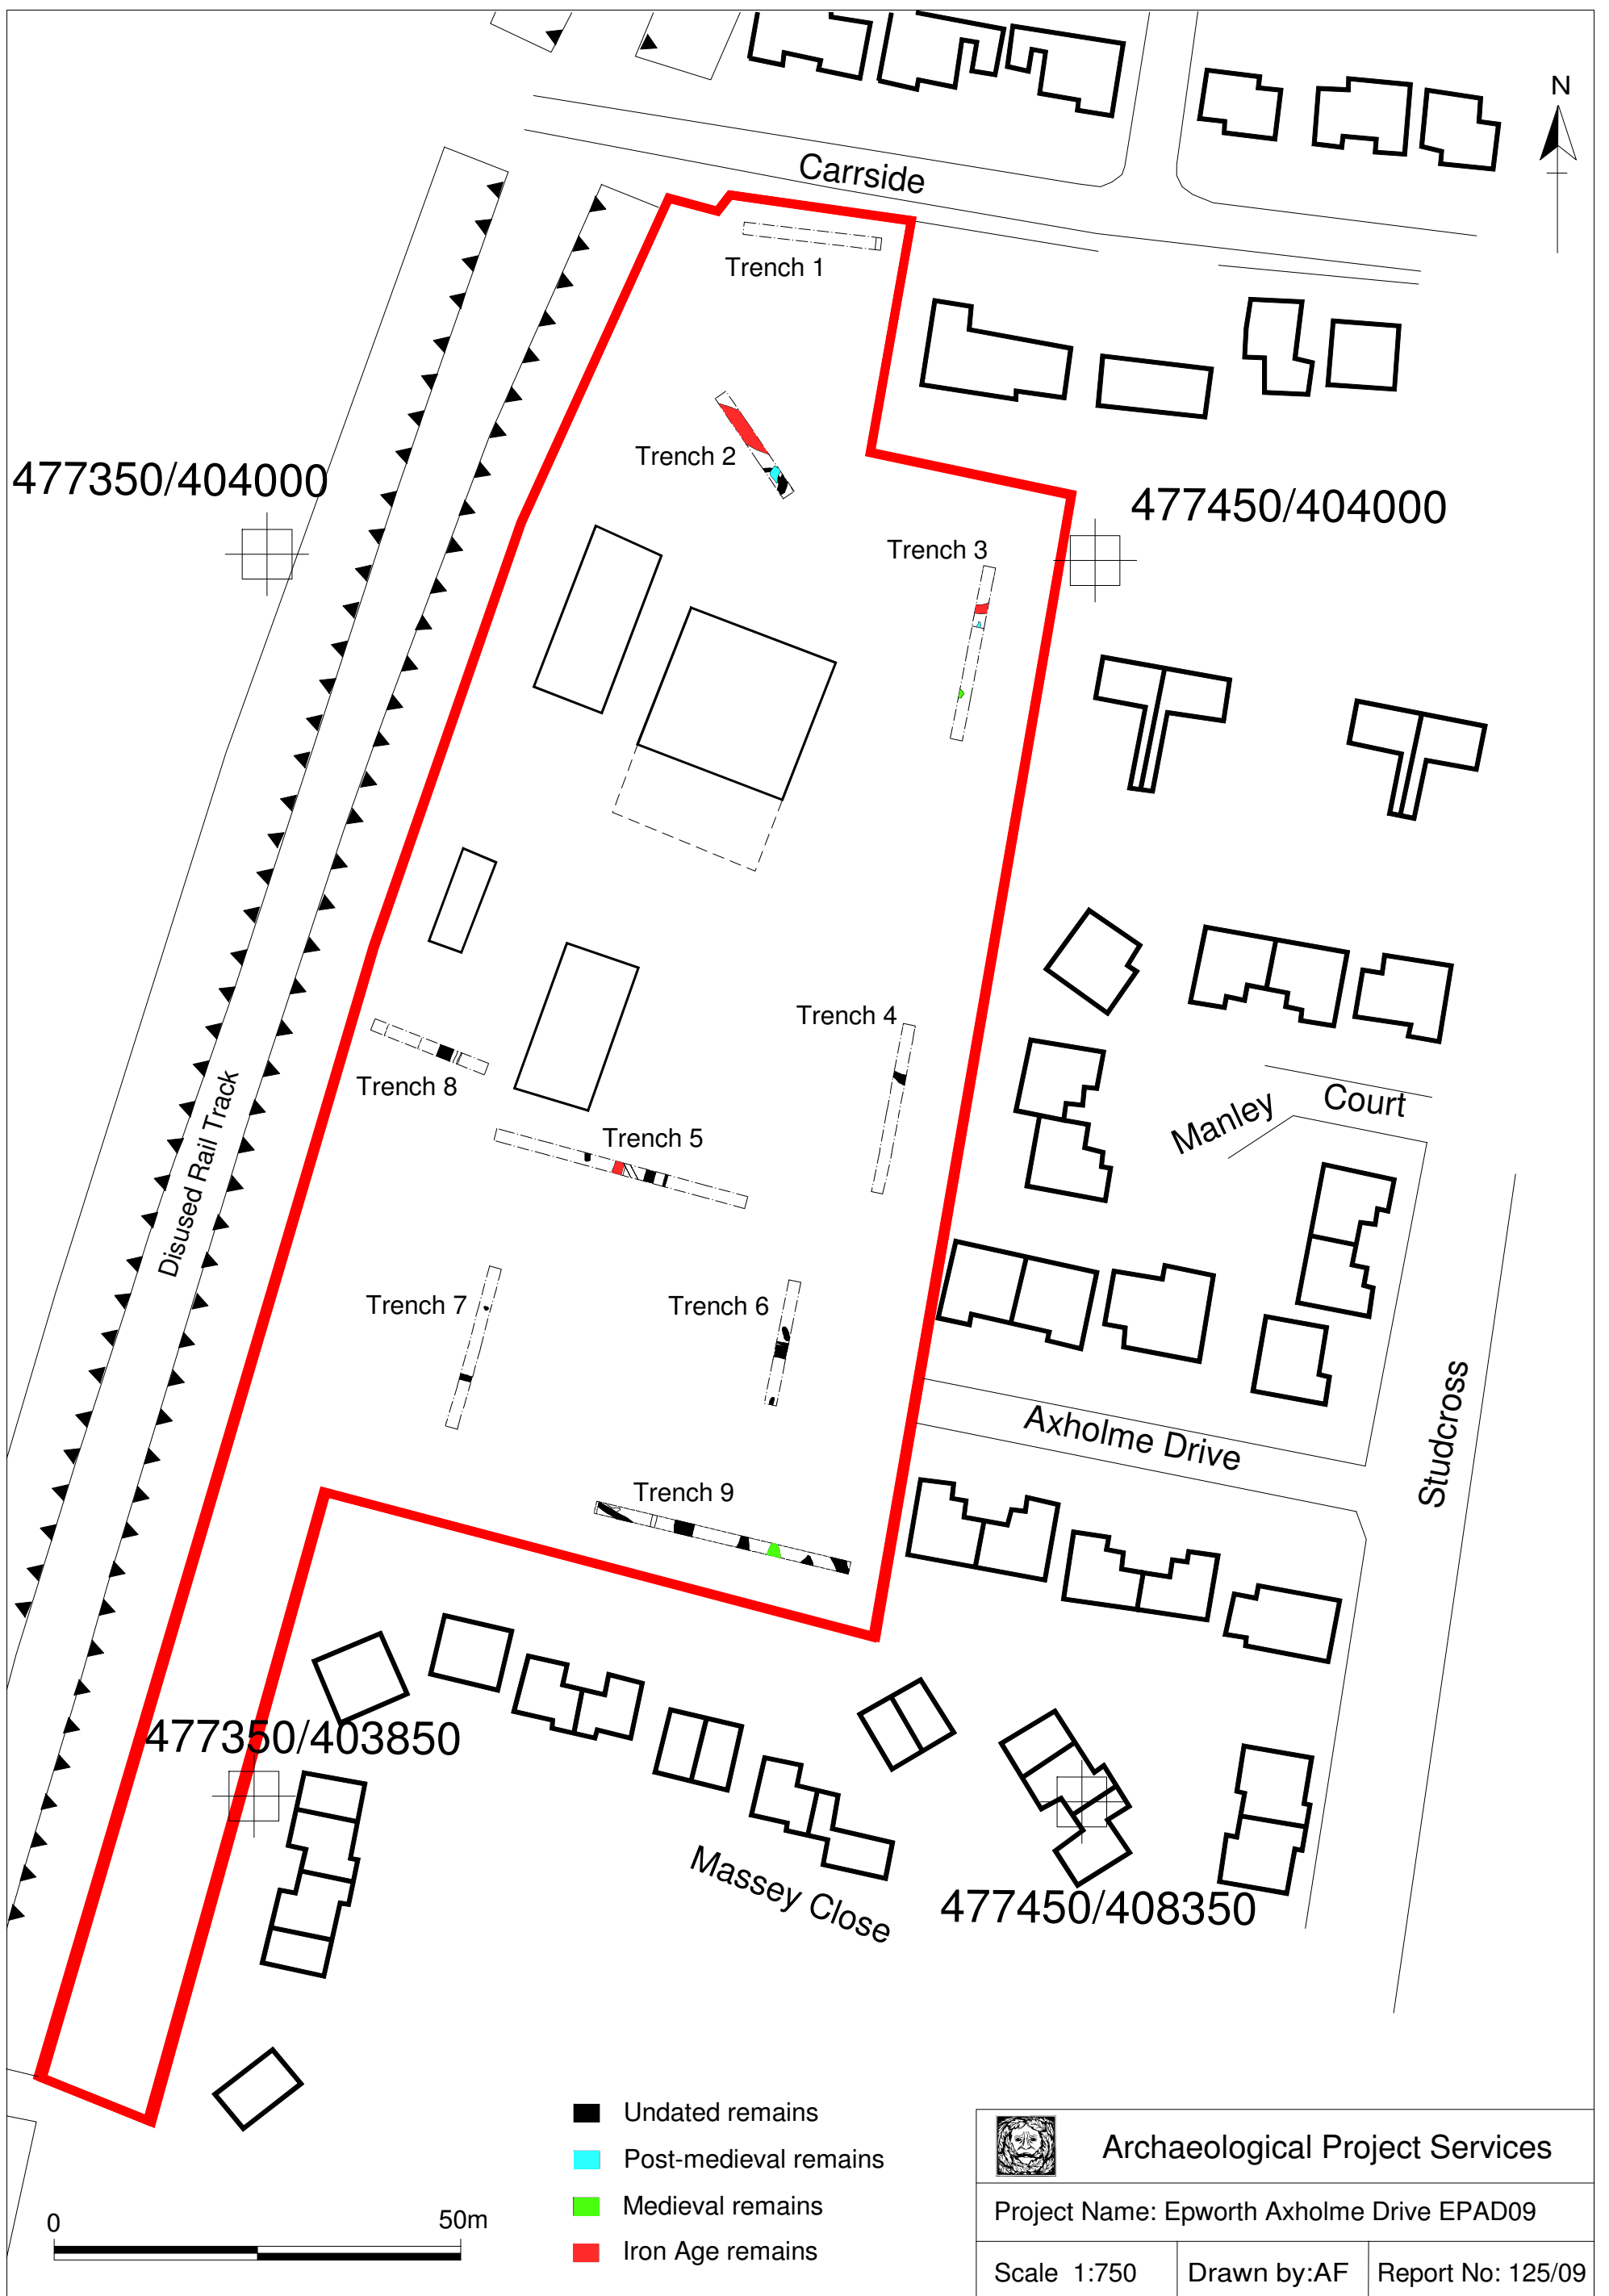 N
Carrside
Trench 1
Trench 2
477350/404000
477450/404000
Trench 3
Trench 4
Trench 8
Manley Court
Disused Rail Track
Trench 5
Trench 7
Trench 6
Axholme Drive
Studcross
Trench 9
477350/403850
Massey Close
477450/408350
Undated remains
Post-medieval remains
Medieval remains
Iron Age remains
0 50m
Archaeological Project Services
Project Name: Epworth Axholme Drive EPAD09
Scale 1:750 Drawn by:AF Report No: 125/09